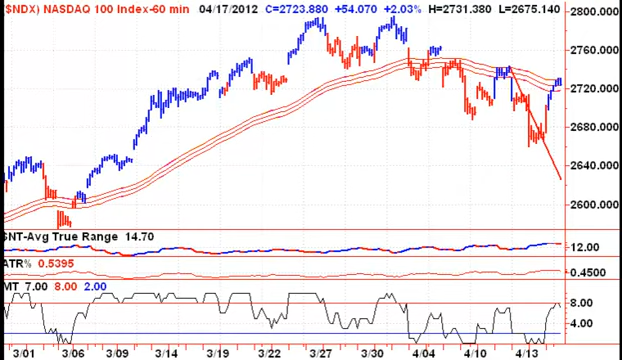 ($NDX) NASDAQ 100 Index-60 min 04/17/2012 C=2723.880 +54.070 +2.03% H=2731.380 L=2675.140
2800.000
2760.000
2720.000
2680.000
2640.000
2600.000
$NT-Avg True Range 14.70
12.00
ATR% 0.5395
0.4500
MT 7.00 8.00 2.00
8.00
4.00
3/01 3/06 3/09 3/14 3/19 3/22 3/27 3/30 4/04 4/10 4/13